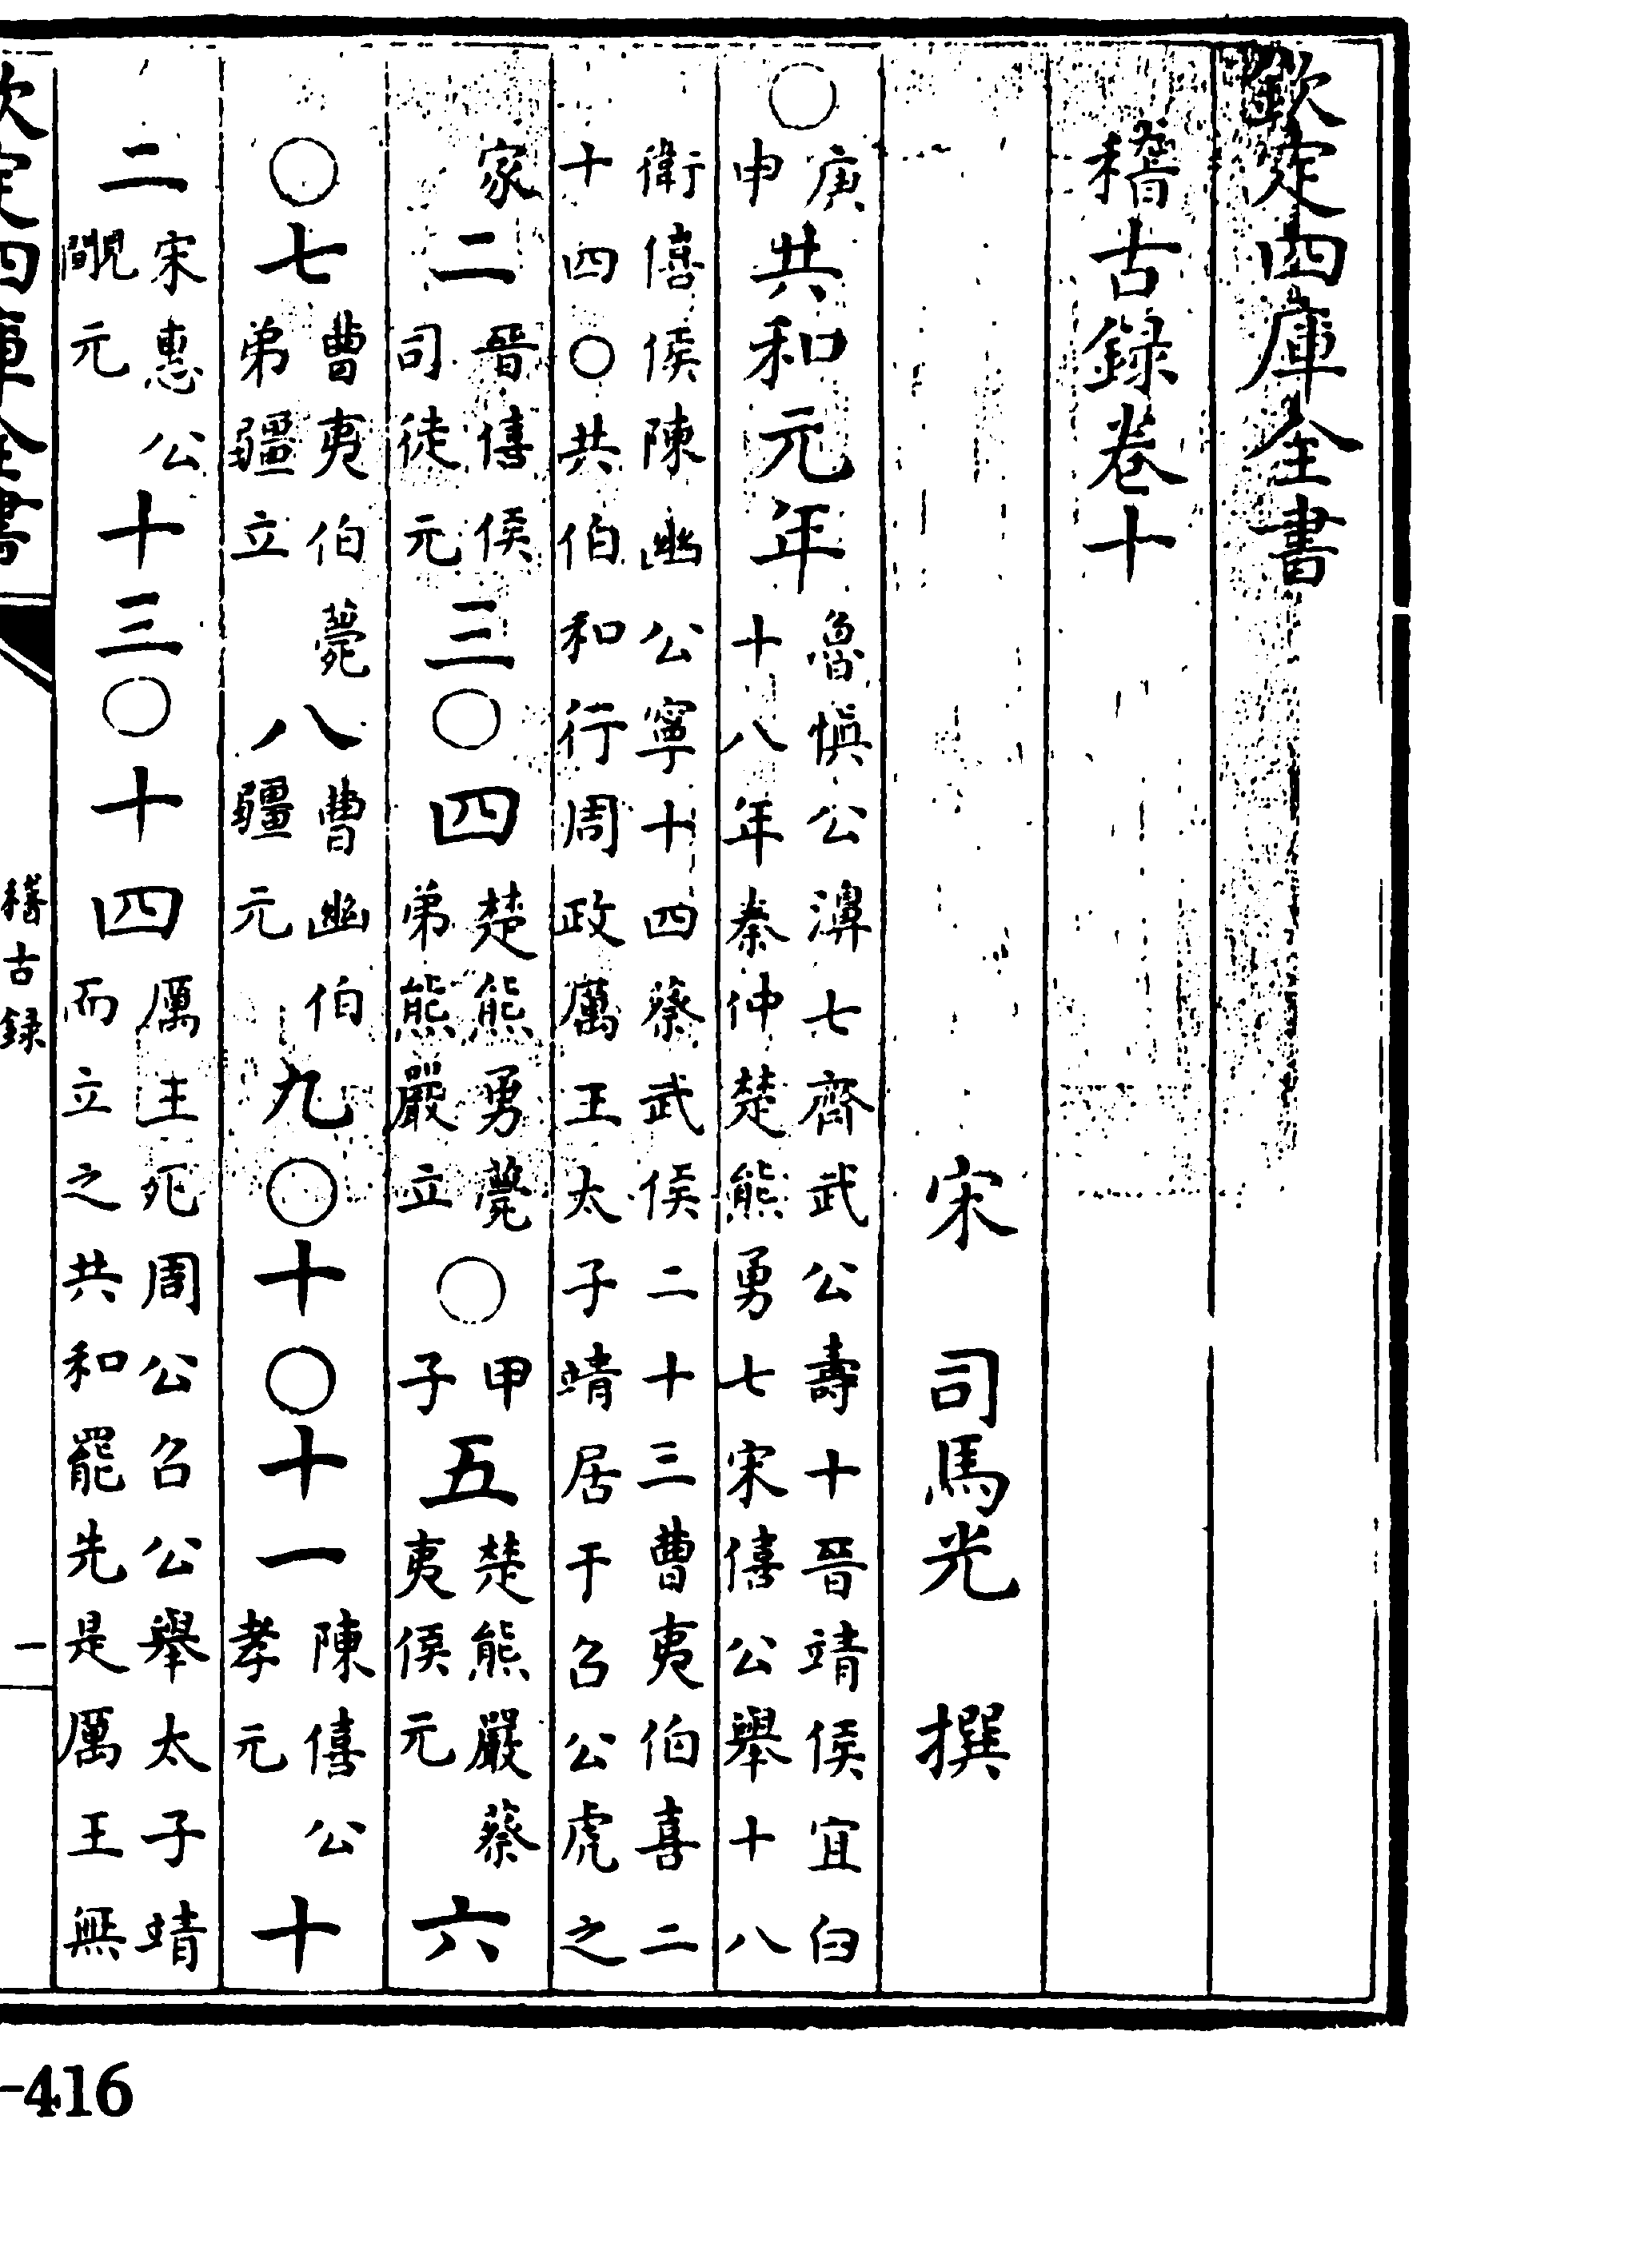 欽定四庫全書
稽古録卷十
宋 司馬光 撰
○庚申共和元年魯慎公濞七齊武公壽十晉靖侯宜臼十八年秦仲楚熊勇七宋僖公舉十八
衛僖侯陳幽公寧十四蔡武侯二十三曹夷伯喜二十四○共伯和行周政厲王太子靖居于召公虎之
家二晉僖侯司徒元三○四楚熊勇薨弟熊嚴立○甲子五楚熊嚴蔡夷侯元六
○七曹夷伯薨弟疆立八曹幽伯疆元九○十○十一陳僖公孝元十
二宋惠公覸元十三○十四厲王死周公召公舉太子靖而立之共和罷先是厲王無
欽定四庫全書
稽古録
一
-416